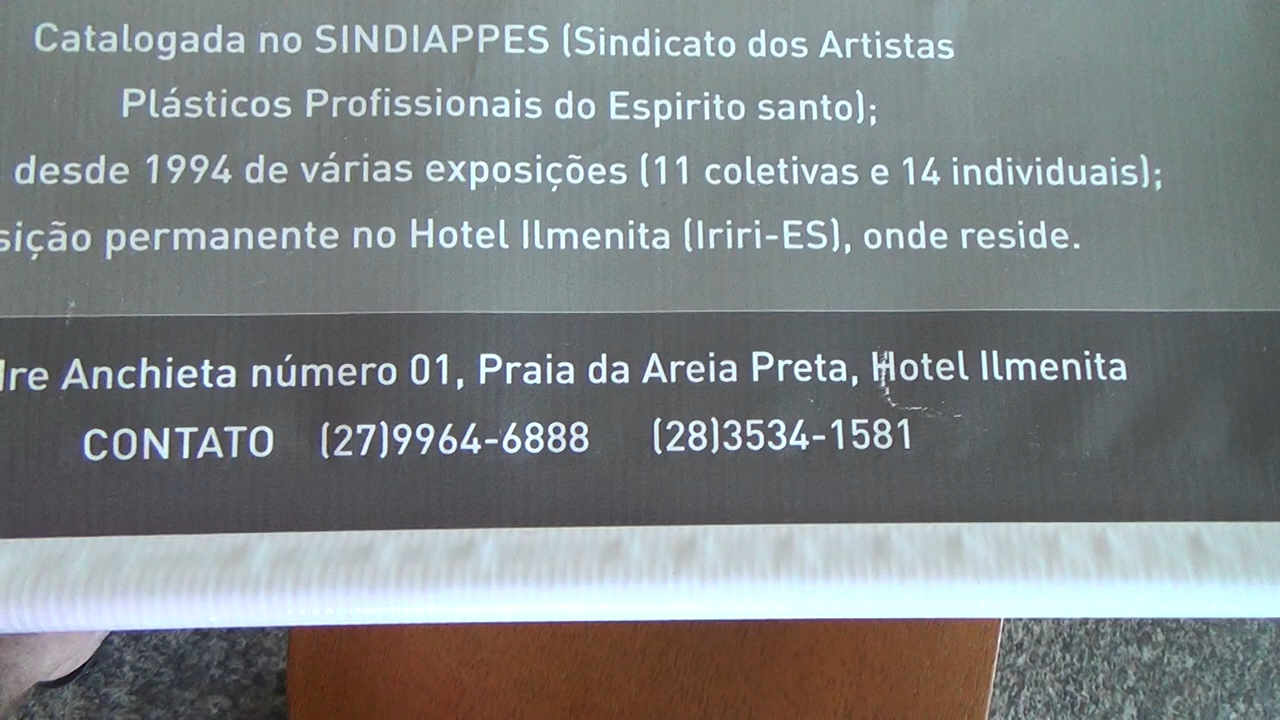 Catalogada no SINDIAPPES (Sindicato dos Artistas
Plásticos Profissionais do Espirito santo);
desde 1994 de várias exposições (11 coletivas e 14 individuais);
permanente no Hotel Ilmenita (Iriri-ES), onde reside.
Anchieta número 01, Praia da Areia Preta, Hotel Ilmenita
CONTATO (27)9964-6888 (28)3534-1581